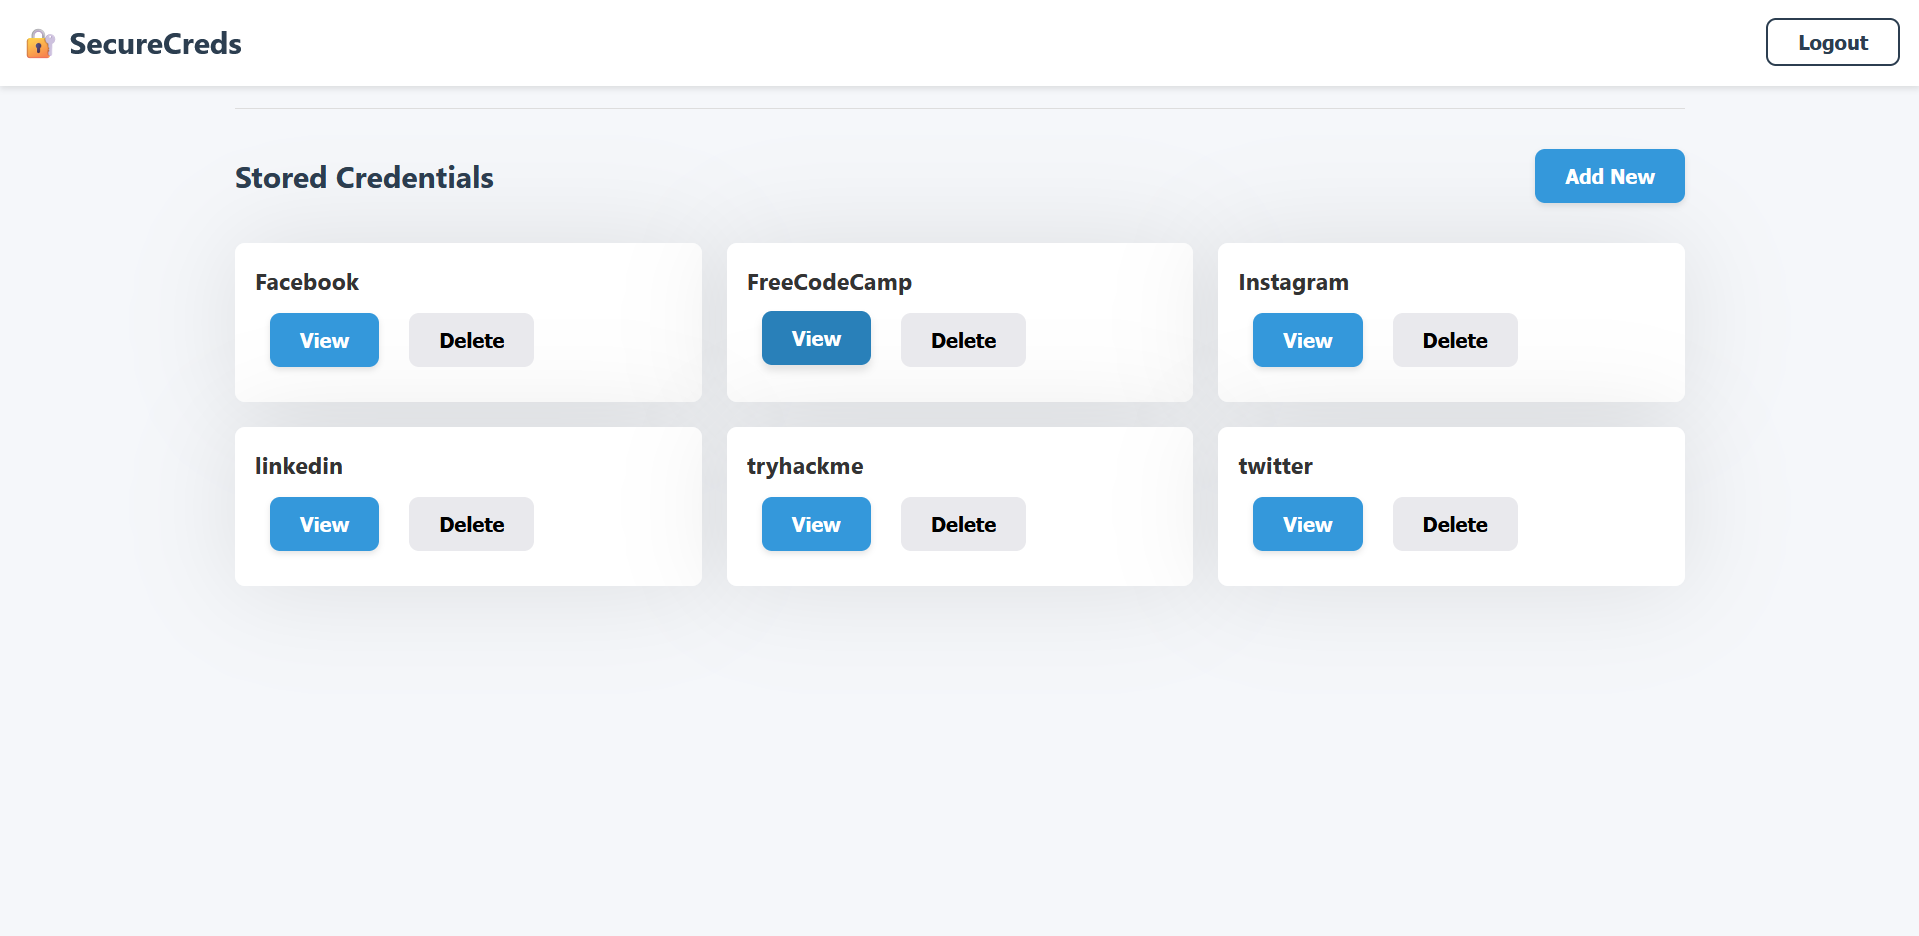 SecureCreds
Logout
Stored Credentials
Add New
Facebook
View
Delete
FreeCodeCamp
View
Delete
Instagram
View
Delete
linkedin
View
Delete
tryhackme
View
Delete
twitter
View
Delete